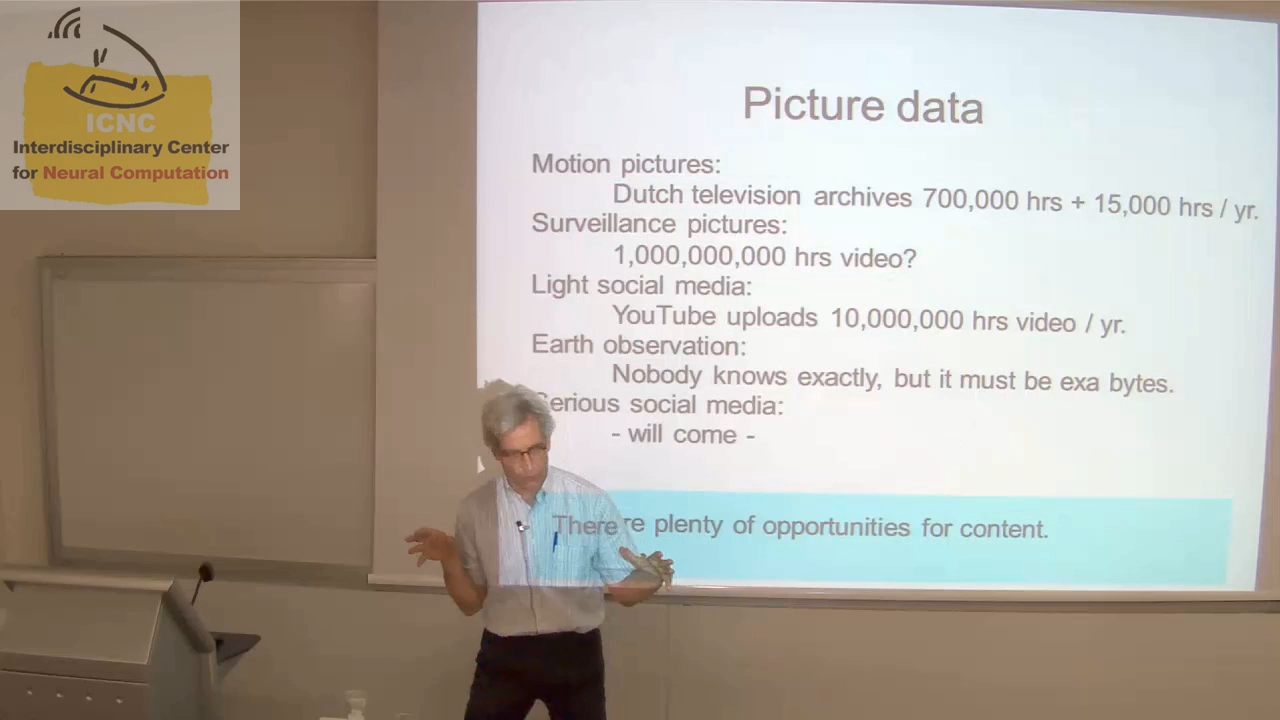 ICNC
Interdisciplinary Center
for Neural Computation
Picture data
Motion pictures:
Dutch television archives 700,000 hrs + 15,000 hrs / yr.
Surveillance pictures:
1,000,000,000 hrs video?
Light social media:
YouTube uploads 10,000,000 hrs video / yr.
Earth observation:
Nobody knows exactly, but it must be exa bytes.
Serious social media:
- will come -
There re plenty of opportunities for content.